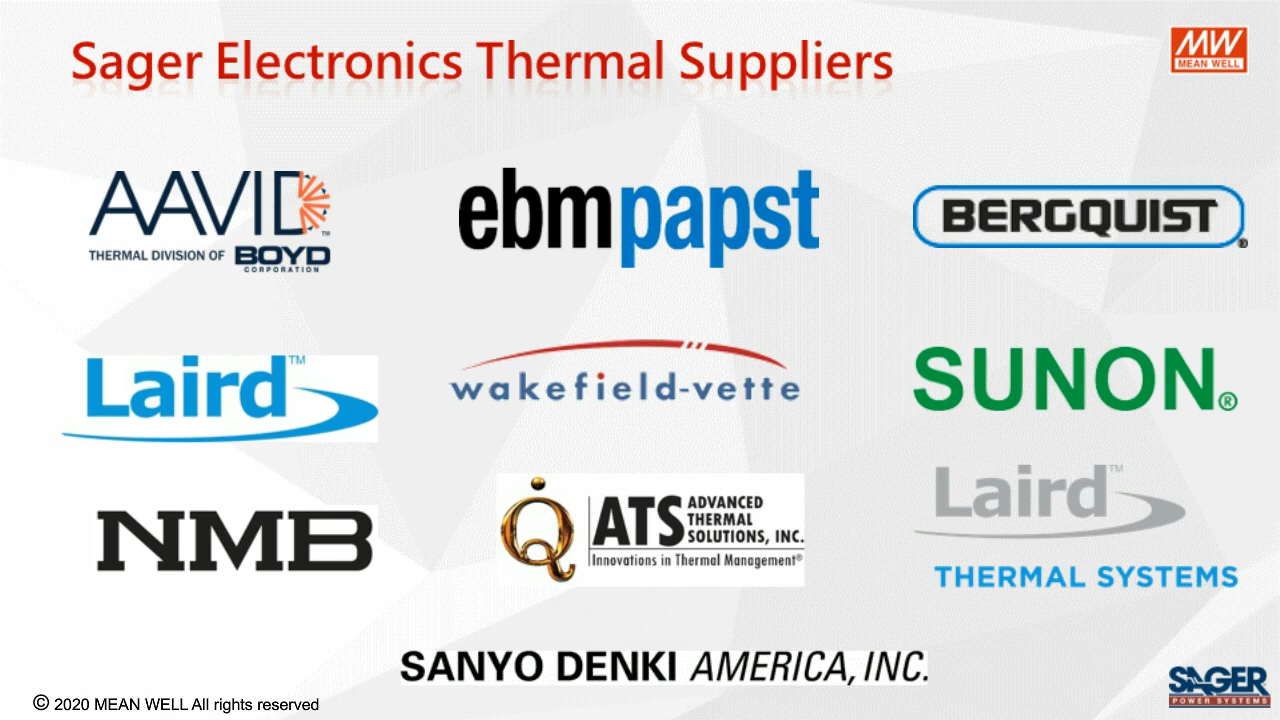 Sager Electronics Thermal Suppliers
MW
MEAN WELL
AAVID™
THERMAL DIVISION OF BOYD
CORPORATION
ebmpapst
BERGQUIST®
Laird™
wakefield-vette
SUNON®
NMB
Q
ATS
ADVANCED
THERMAL
SOLUTIONS, INC.
Innovations in Thermal Management®
Laird™
THERMAL SYSTEMS
SANYO DENKI AMERICA, INC.
© 2020 MEAN WELL All rights reserved
SAGER
POWER SYSTEMS